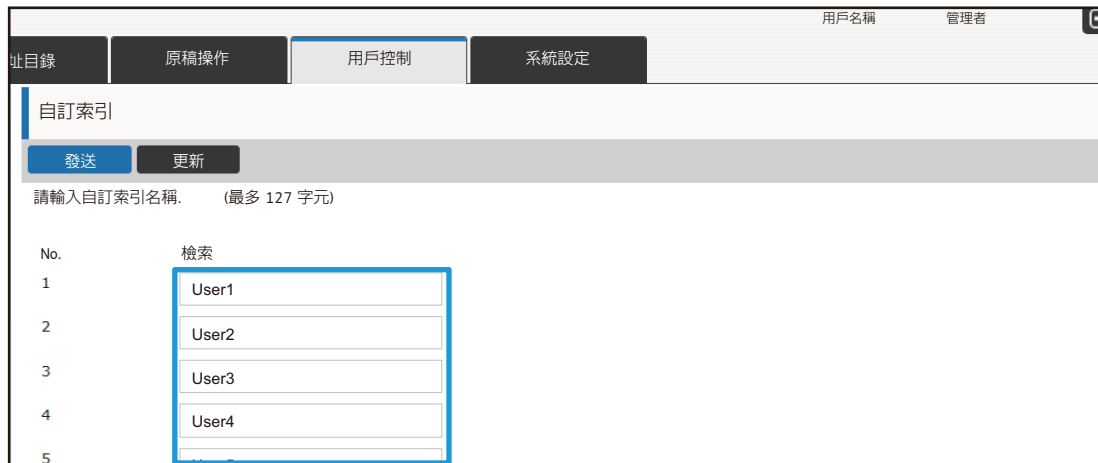 用戶名稱 管理者
址目錄 原稿操作 用戶控制 系統設定
自訂索引
發送 更新
請輸入自訂索引名稱. (最多 127 字元)
No. 檢索
1 User1
2 User2
3 User3
4 User4
5